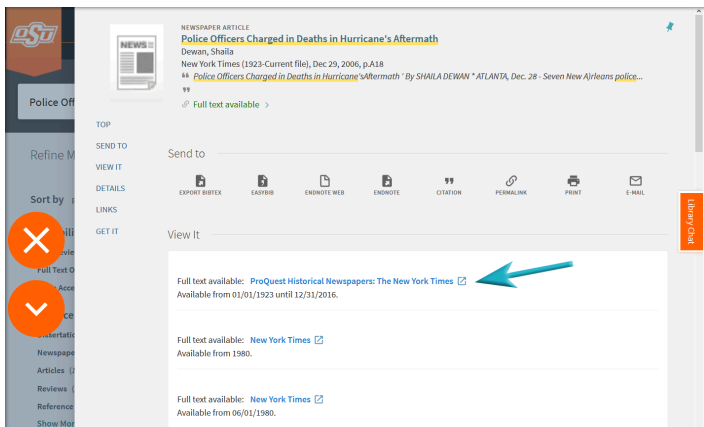 OSU
NEWS
NEWSPAPER ARTICLE
Police Officers Charged in Deaths in Hurricane's Aftermath
Dewan, Shaila
New York Times (1923-Current file), Dec 29, 2006, p.A18
❝ Police Officers Charged in Deaths in Hurricane'sAftermath ' By SHAILA DEWAN * ATLANTA, Dec. 28 - Seven New A)rleans police...
❞
Full text available >
Police Off
Refine M
Sort by
Full Text O
Newspape
Articles
Reviews
Reference
Show Mor
TOP
SEND TO
VIEW IT
DETAILS
LINKS
GET IT
Send to
EXPORT BIBTEX
EASYBIB
ENDNOTE WEB
ENDNOTE
CITATION
PERMALINK
PRINT
E-MAIL
Library Chat
View It
Full text available: ProQuest Historical Newspapers: The New York Times
Available from 01/01/1923 until 12/31/2016.
Full text available: New York Times
Available from 1980.
Full text available: New York Times
Available from 06/01/1980.